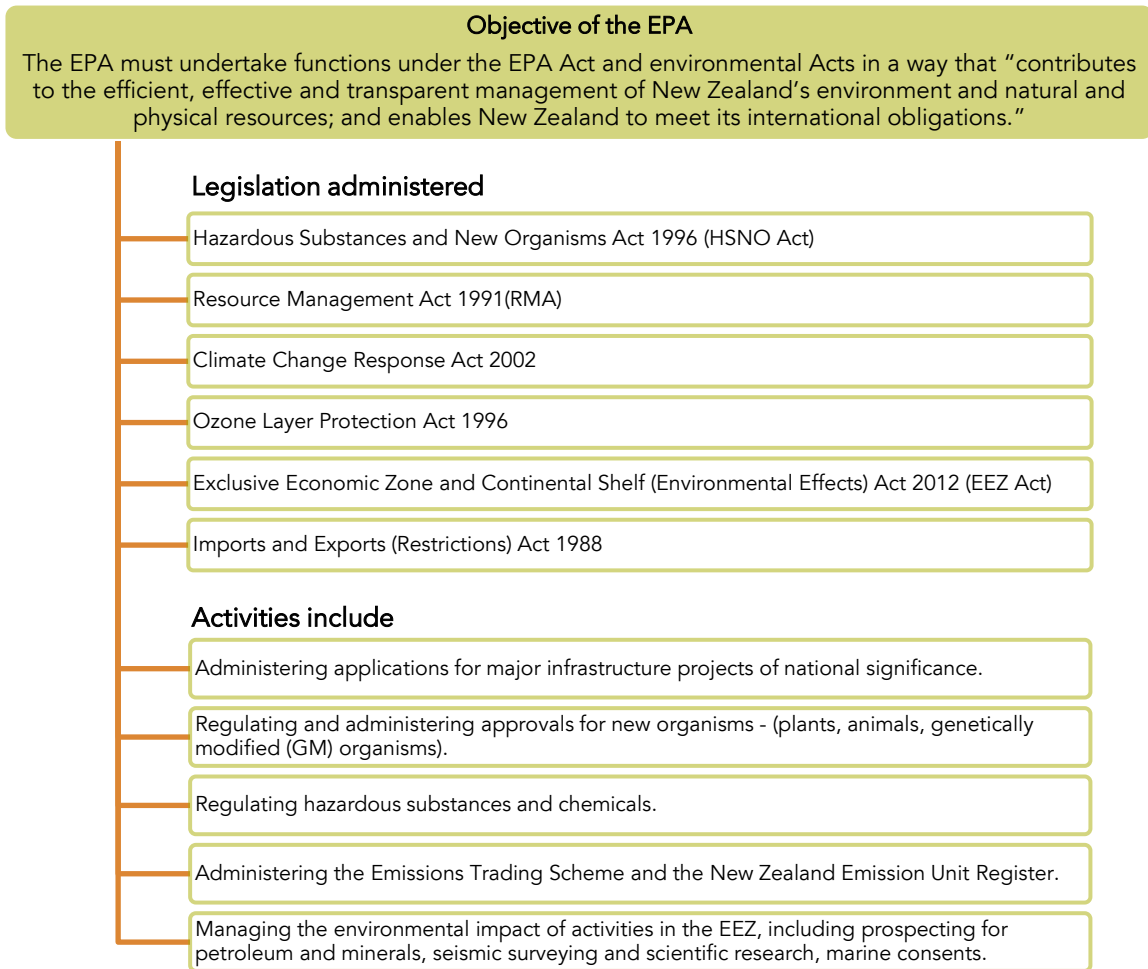 Objective of the EPA
The EPA must undertake functions under the EPA Act and environmental Acts in a way that “contributes
to the efficient, effective and transparent management of New Zealand’s environment and natural and
physical resources; and enables New Zealand to meet its international obligations.”
Legislation administered
Hazardous Substances and New Organisms Act 1996 (HSNO Act)
Resource Management Act 1991(RMA)
Climate Change Response Act 2002
Ozone Layer Protection Act 1996
Exclusive Economic Zone and Continental Shelf (Environmental Effects) Act 2012 (EEZ Act)
Imports and Exports (Restrictions) Act 1988
Activities include
Administering applications for major infrastructure projects of national significance.
Regulating and administering approvals for new organisms - (plants, animals, genetically
modified (GM) organisms).
Regulating hazardous substances and chemicals.
Administering the Emissions Trading Scheme and the New Zealand Emission Unit Register.
Managing the environmental impact of activities in the EEZ, including prospecting for
petroleum and minerals, seismic surveying and scientific research, marine consents.